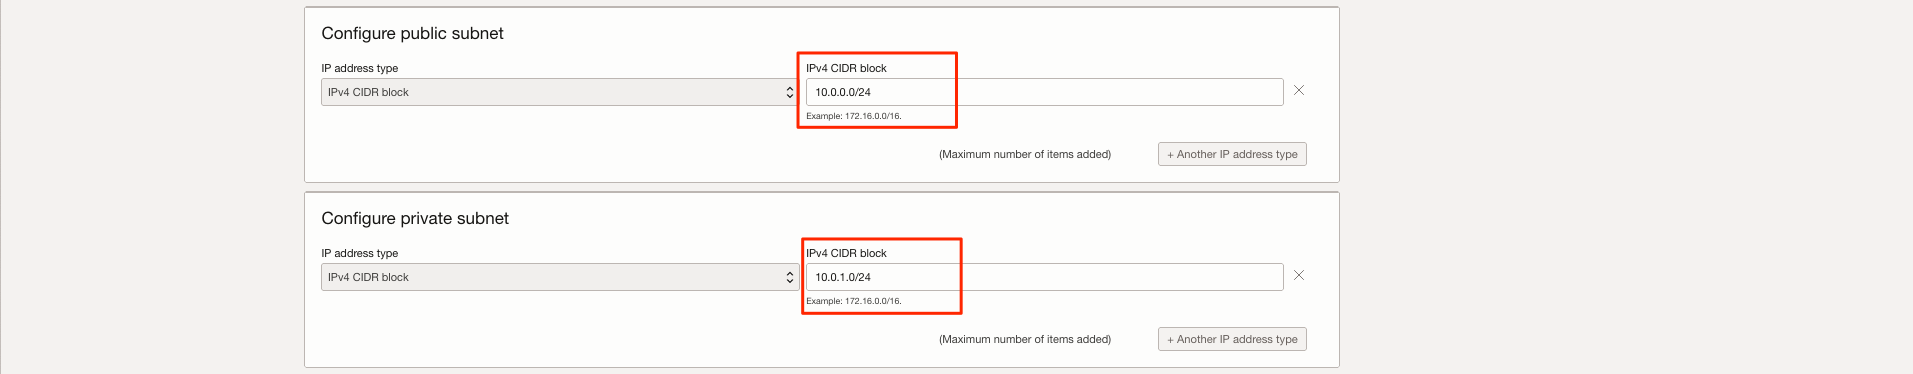 Configure public subnet
IP address type
IPv4 CIDR block
IPv4 CIDR block
10.0.0.0/24
Example: 172.16.0.0/16.
(Maximum number of items added)
+ Another IP address type
Configure private subnet
IP address type
IPv4 CIDR block
IPv4 CIDR block
10.0.1.0/24
Example: 172.16.0.0/16.
(Maximum number of items added)
+ Another IP address type